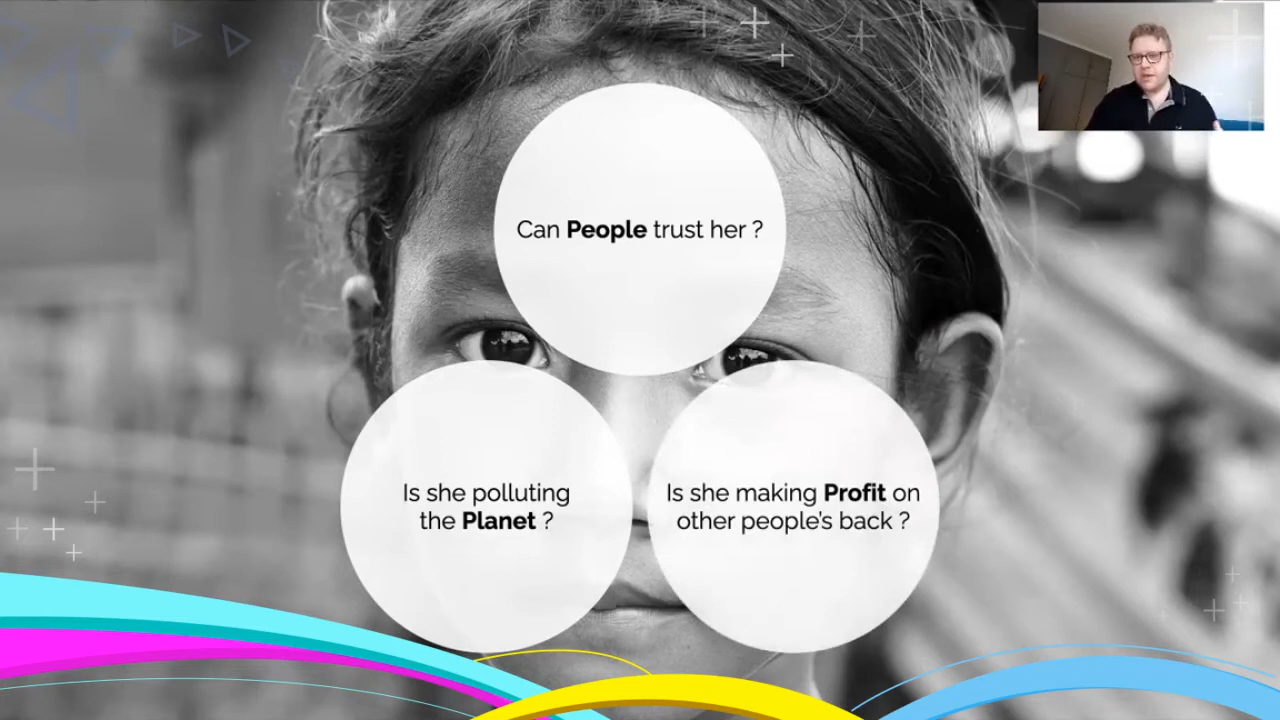 Can People trust her ?
Is she polluting
the Planet ?
Is she making Profit on
other people's back ?